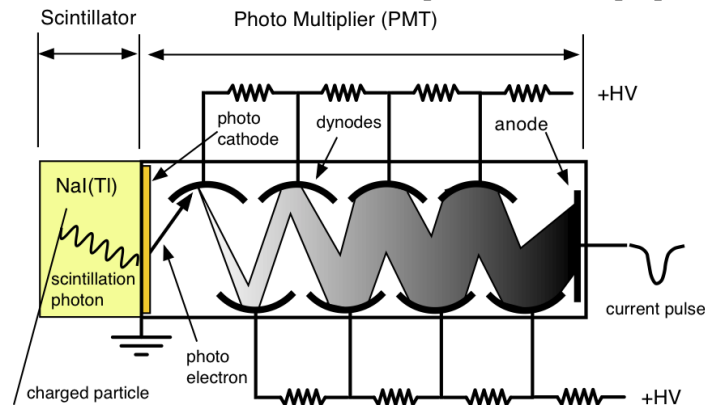 Scintillator
Photo Multiplier (PMT)
+HV
photo
cathode
dynodes
anode
NaI(Tl)
scintillation
photon
current pulse
photo
electron
charged particle
+HV